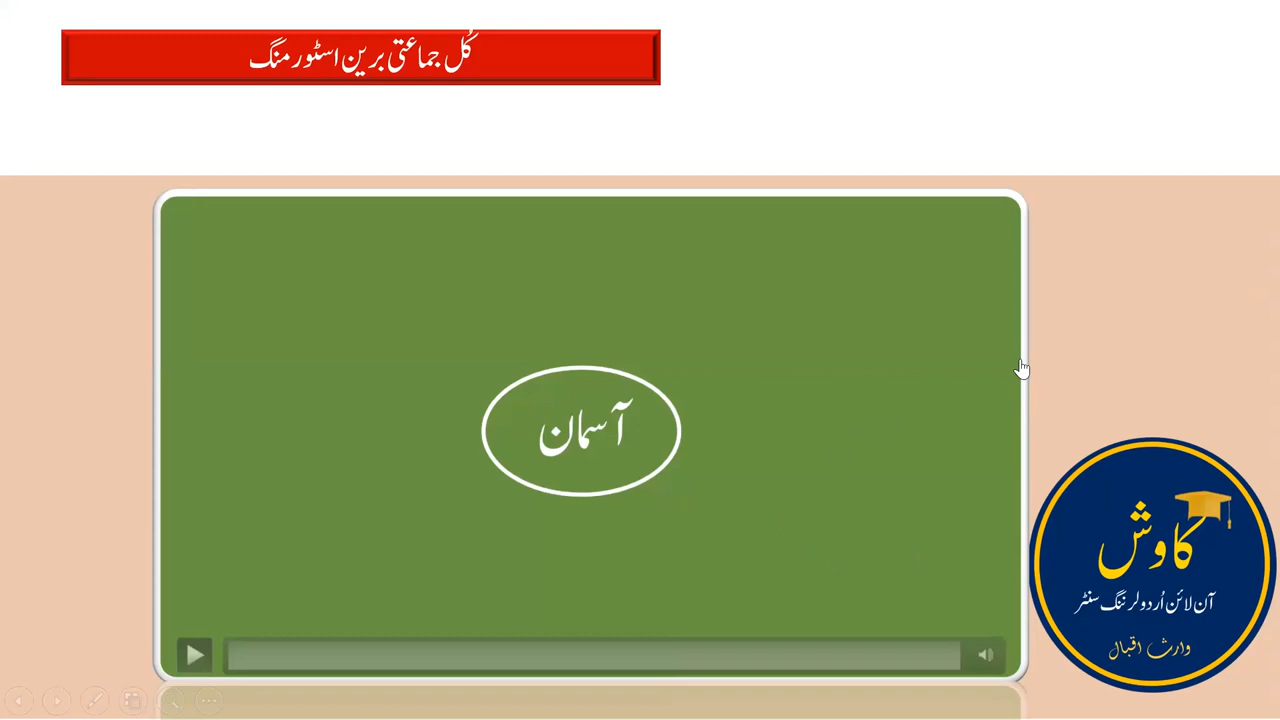 کُل جماعتی برین اسٹورمنگ
آسمان
کاوش
آن لائن اُردو لرننگ سنٹر
وارث اقبال